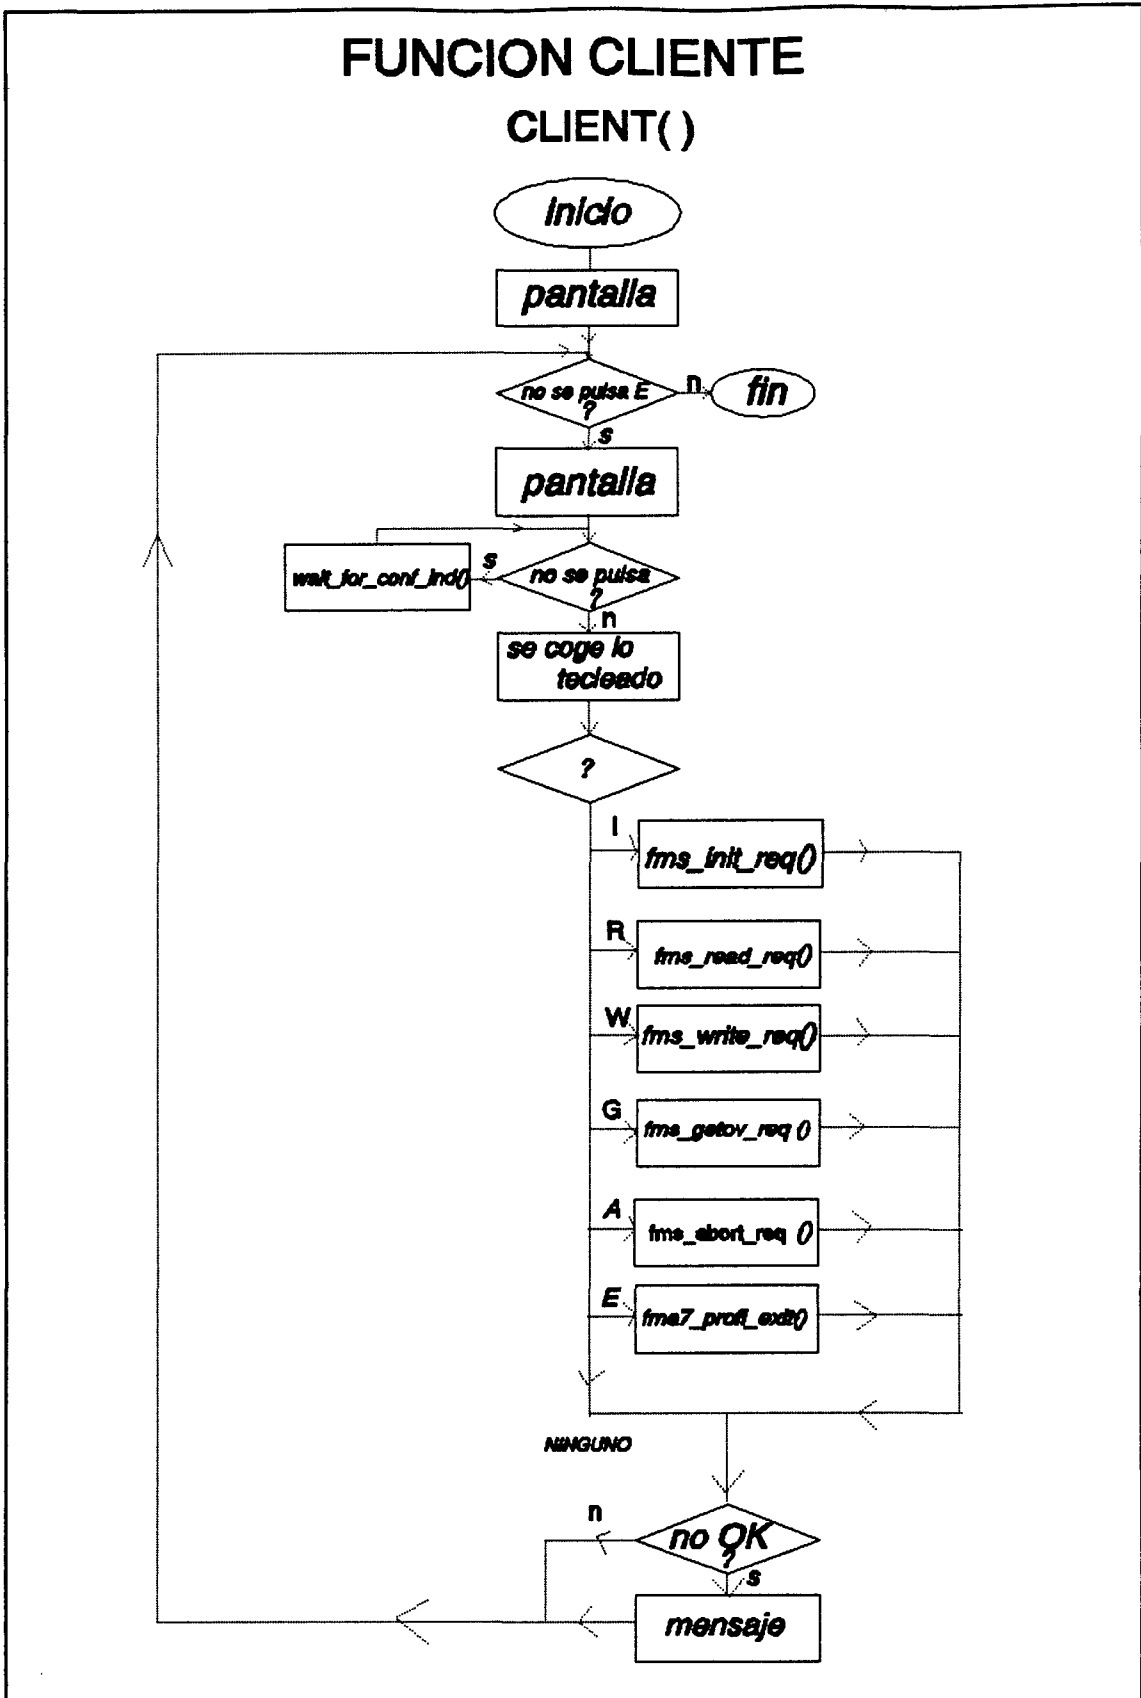 FUNCION CLIENTE
CLIENT( )
inicio
pantalla
no se pulsa E
?
n
fin
s
pantalla
wait_for_conf_ind()
s
no se pulsa
?
n
se coge lo
tecleado
?
I
fms_init_req()
R
fms_read_req()
W
fms_write_req()
G
fms_getov_req ()
A
fms_abort_req ()
E
fma7_profi_exit()
NINGUNO
n
no OK
?
s
mensaje